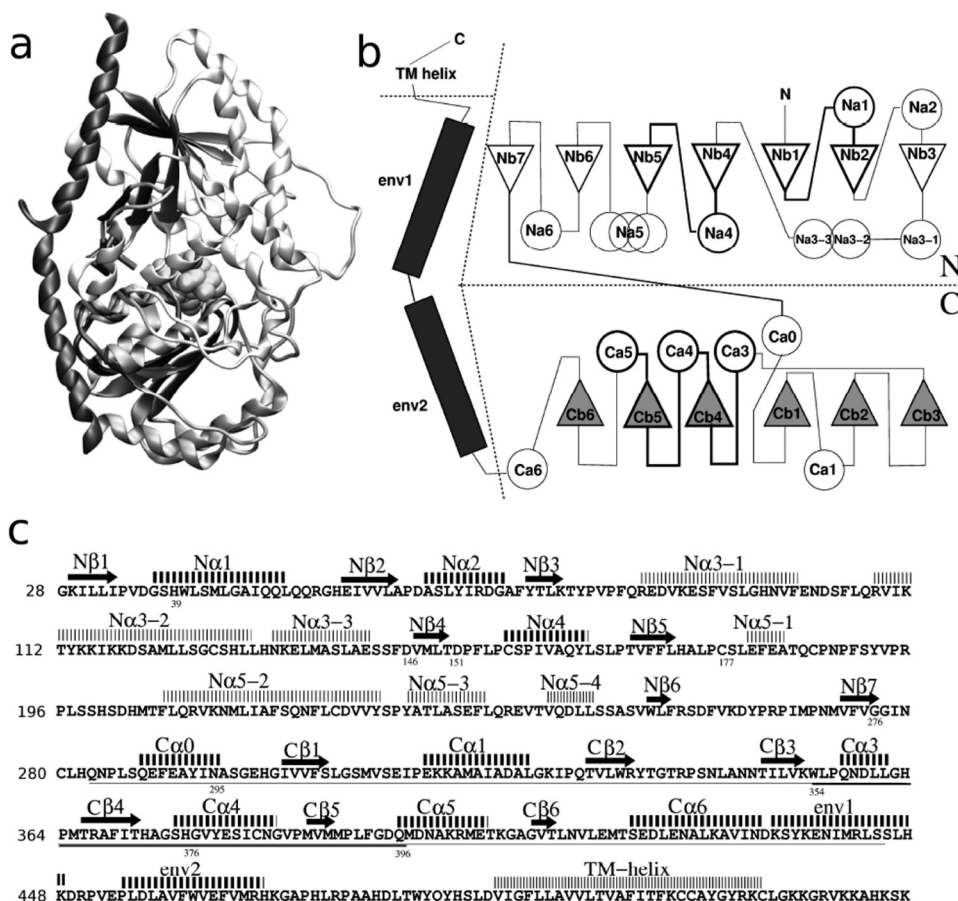 a
b
C
TM helix
N
Na1
Na2
Nb7
Nb6
Nb5
Nb4
Nb1
Nb2
Nb3
env1
Na6
Na5
Na4
Na3-3
Na3-2
Na3-1
N
C
Ca0
Ca5
Ca4
Ca3
env2
Cb6
Cb5
Cb4
Cb1
Cb2
Cb3
Ca6
Ca1
c
Nβ1 Nα1 Nβ2 Nα2 Nβ3 Nα3−1
28 GKILLIPVDGSHWLSMLGAIQQLQQRGHEIVVLAPDASLYIRDGAFYTLKTYPVPFQREDVKESFVSLGHNVFENDSFLQRVIK
39
Nα3−2 Nα3−3 Nβ4 Nα4 Nβ5 Nα5−1
112 TYKKIKKDSAMLLSGCSHLLHNKELMASLAESSFDVMLTDPFLPCSPIVAQYLSLPTVFFLHALPCSLEFEATQCPNPFSYVPR
146 151 177
Nα5−2 Nα5−3 Nα5−4 Nβ6 Nβ7
196 PLSSHSDHMTFLQRVKNMLIAFSQNFLCDVVYSPYATLASEFLQREVTVQDLLSSASVWLFRSDFVKDYPRPIMPNMVFVGGIN
276
Cα0 Cβ1 Cα1 Cβ2 Cβ3 Cα3
280 CLHQNPLSQEFEAYINASGEHGIVVFSLGSMVSEIPEKKAMAIADALGKIPQTVLWRYTGTRPSNLANNTILVKWLPQNDLLGH
295 354
Cβ4 Cα4 Cβ5 Cα5 Cβ6 Cα6 env1
364 PMTRAFITHAGSHGVYESICNGVPMVMMPLFGDQMDNAKRMETKGAGVTLNVLEMTSEDLENALKAVINDKSYKENIMRLSSLH
376 396
env2 TM−helix
448 KDRPVEPLDLAVFWVEFVMRHKGAPHLRPAAHDLTWYQYHSLDVIGFLLAVVLTVAFITFKCCAYGYRKCLGKKGRVKKAHKSK